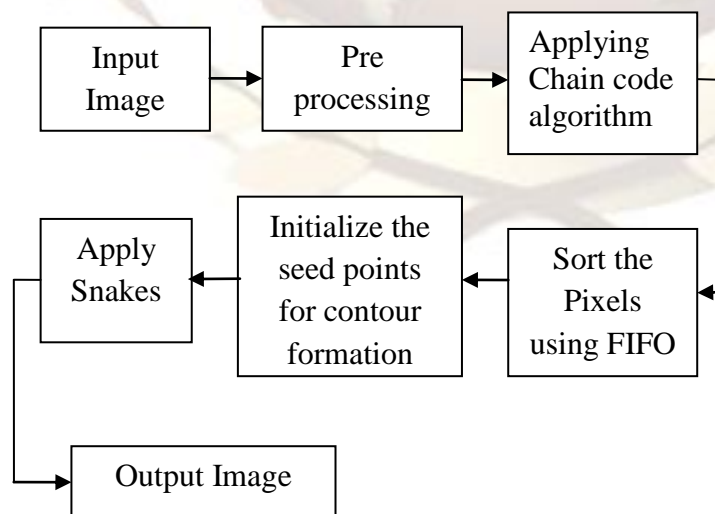 Input
Image
Pre
processing
Applying
Chain code
algorithm
Sort the
Pixels
using FIFO
Initialize the
seed points
for contour
formation
Apply
Snakes
Output Image